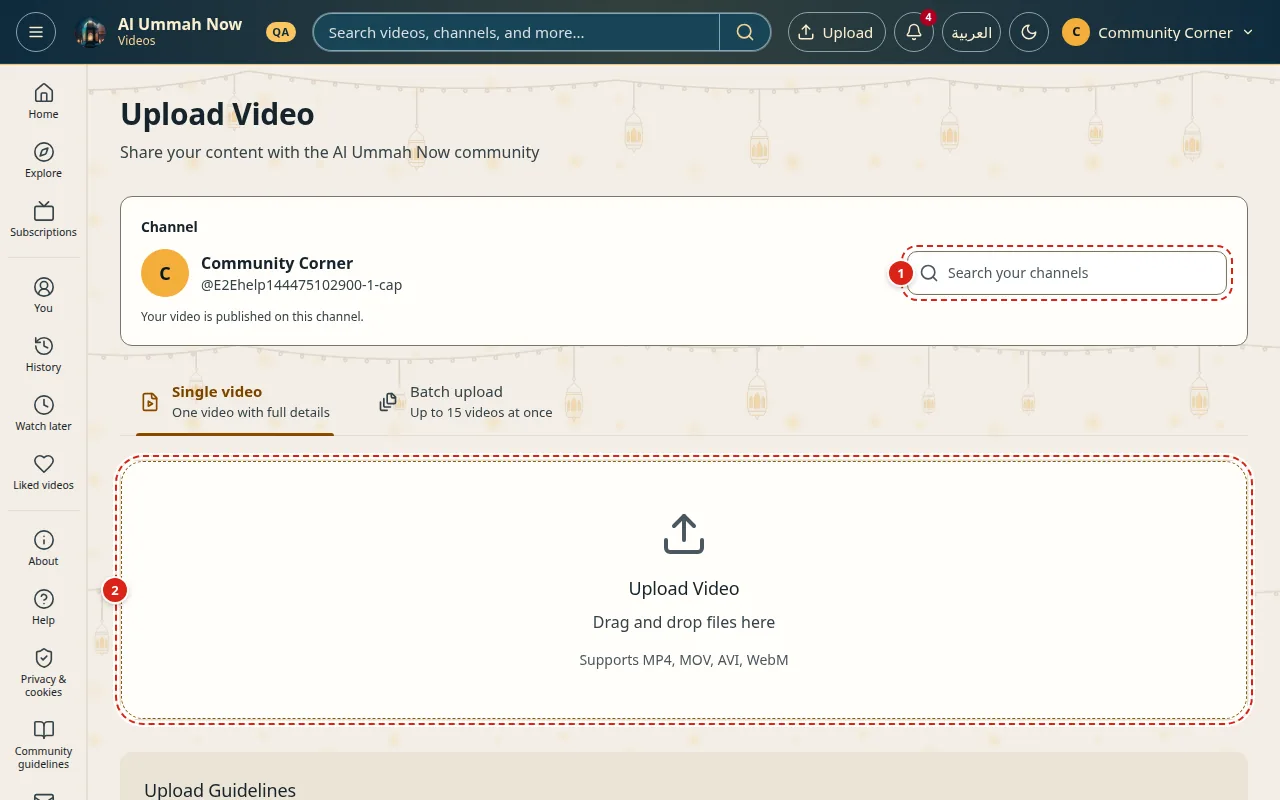 Al Ummah Now
Videos
QA
Search videos, channels, and more...
Upload
4
العربية
C
Community Corner
Home
Explore
Subscriptions
You
History
Watch later
Liked videos
About
Help
Privacy &
cookies
Community
guidelines
Upload Video
Share your content with the Al Ummah Now community
Channel
C
Community Corner
@E2Ehelp144475102900-1-cap
Your video is published on this channel.
1
Search your channels
Single video
One video with full details
Batch upload
Up to 15 videos at once
2
Upload Video
Drag and drop files here
Supports MP4, MOV, AVI, WebM
Upload Guidelines